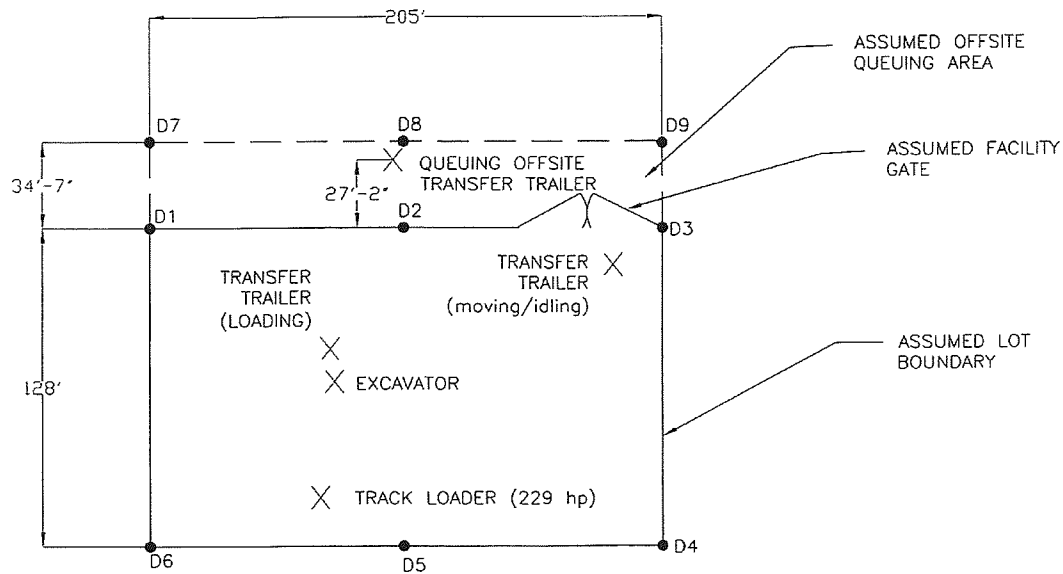 205'
ASSUMED OFFSITE
QUEUING AREA
D7
D8
D9
QUEUING OFFSITE
TRANSFER TRAILER
ASSUMED FACILITY
GATE
34'-7"
27'-2"
D1
D2
D3
TRANSFER
TRAILER
(LOADING)
TRANSFER
TRAILER
(moving/idling)
ASSUMED LOT
BOUNDARY
EXCAVATOR
128'
TRACK LOADER (229 hp)
D6
D5
D4